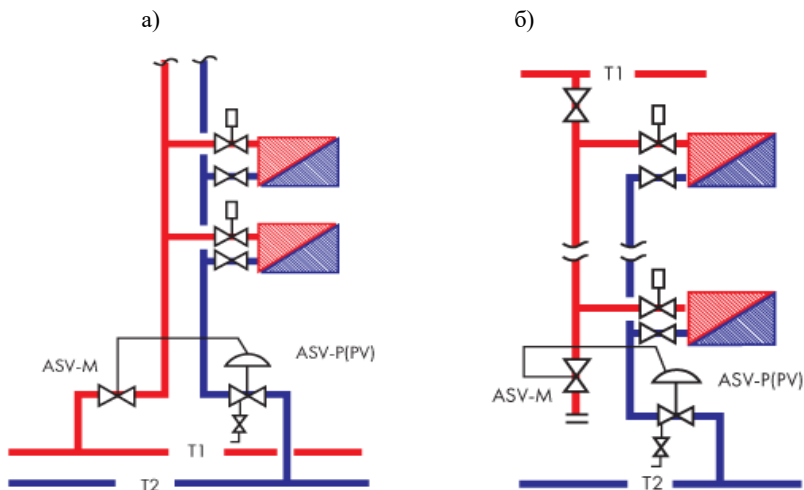 а)
б)
T1
ASV-M
ASV-P(PV)
T1
T2
ASV-M
ASV-P(PV)
T2